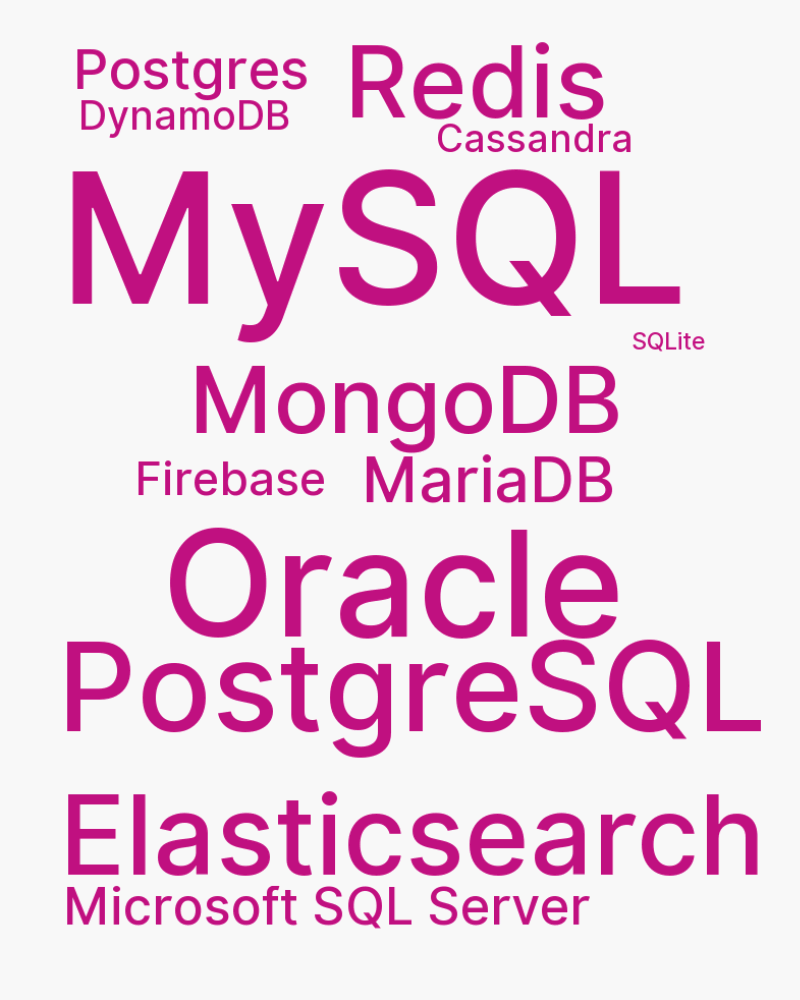 Postgres
Redis
DynamoDB
Cassandra
MySQL
SQLite
MongoDB
Firebase
MariaDB
Oracle
PostgreSQL
Elasticsearch
Microsoft SQL Server